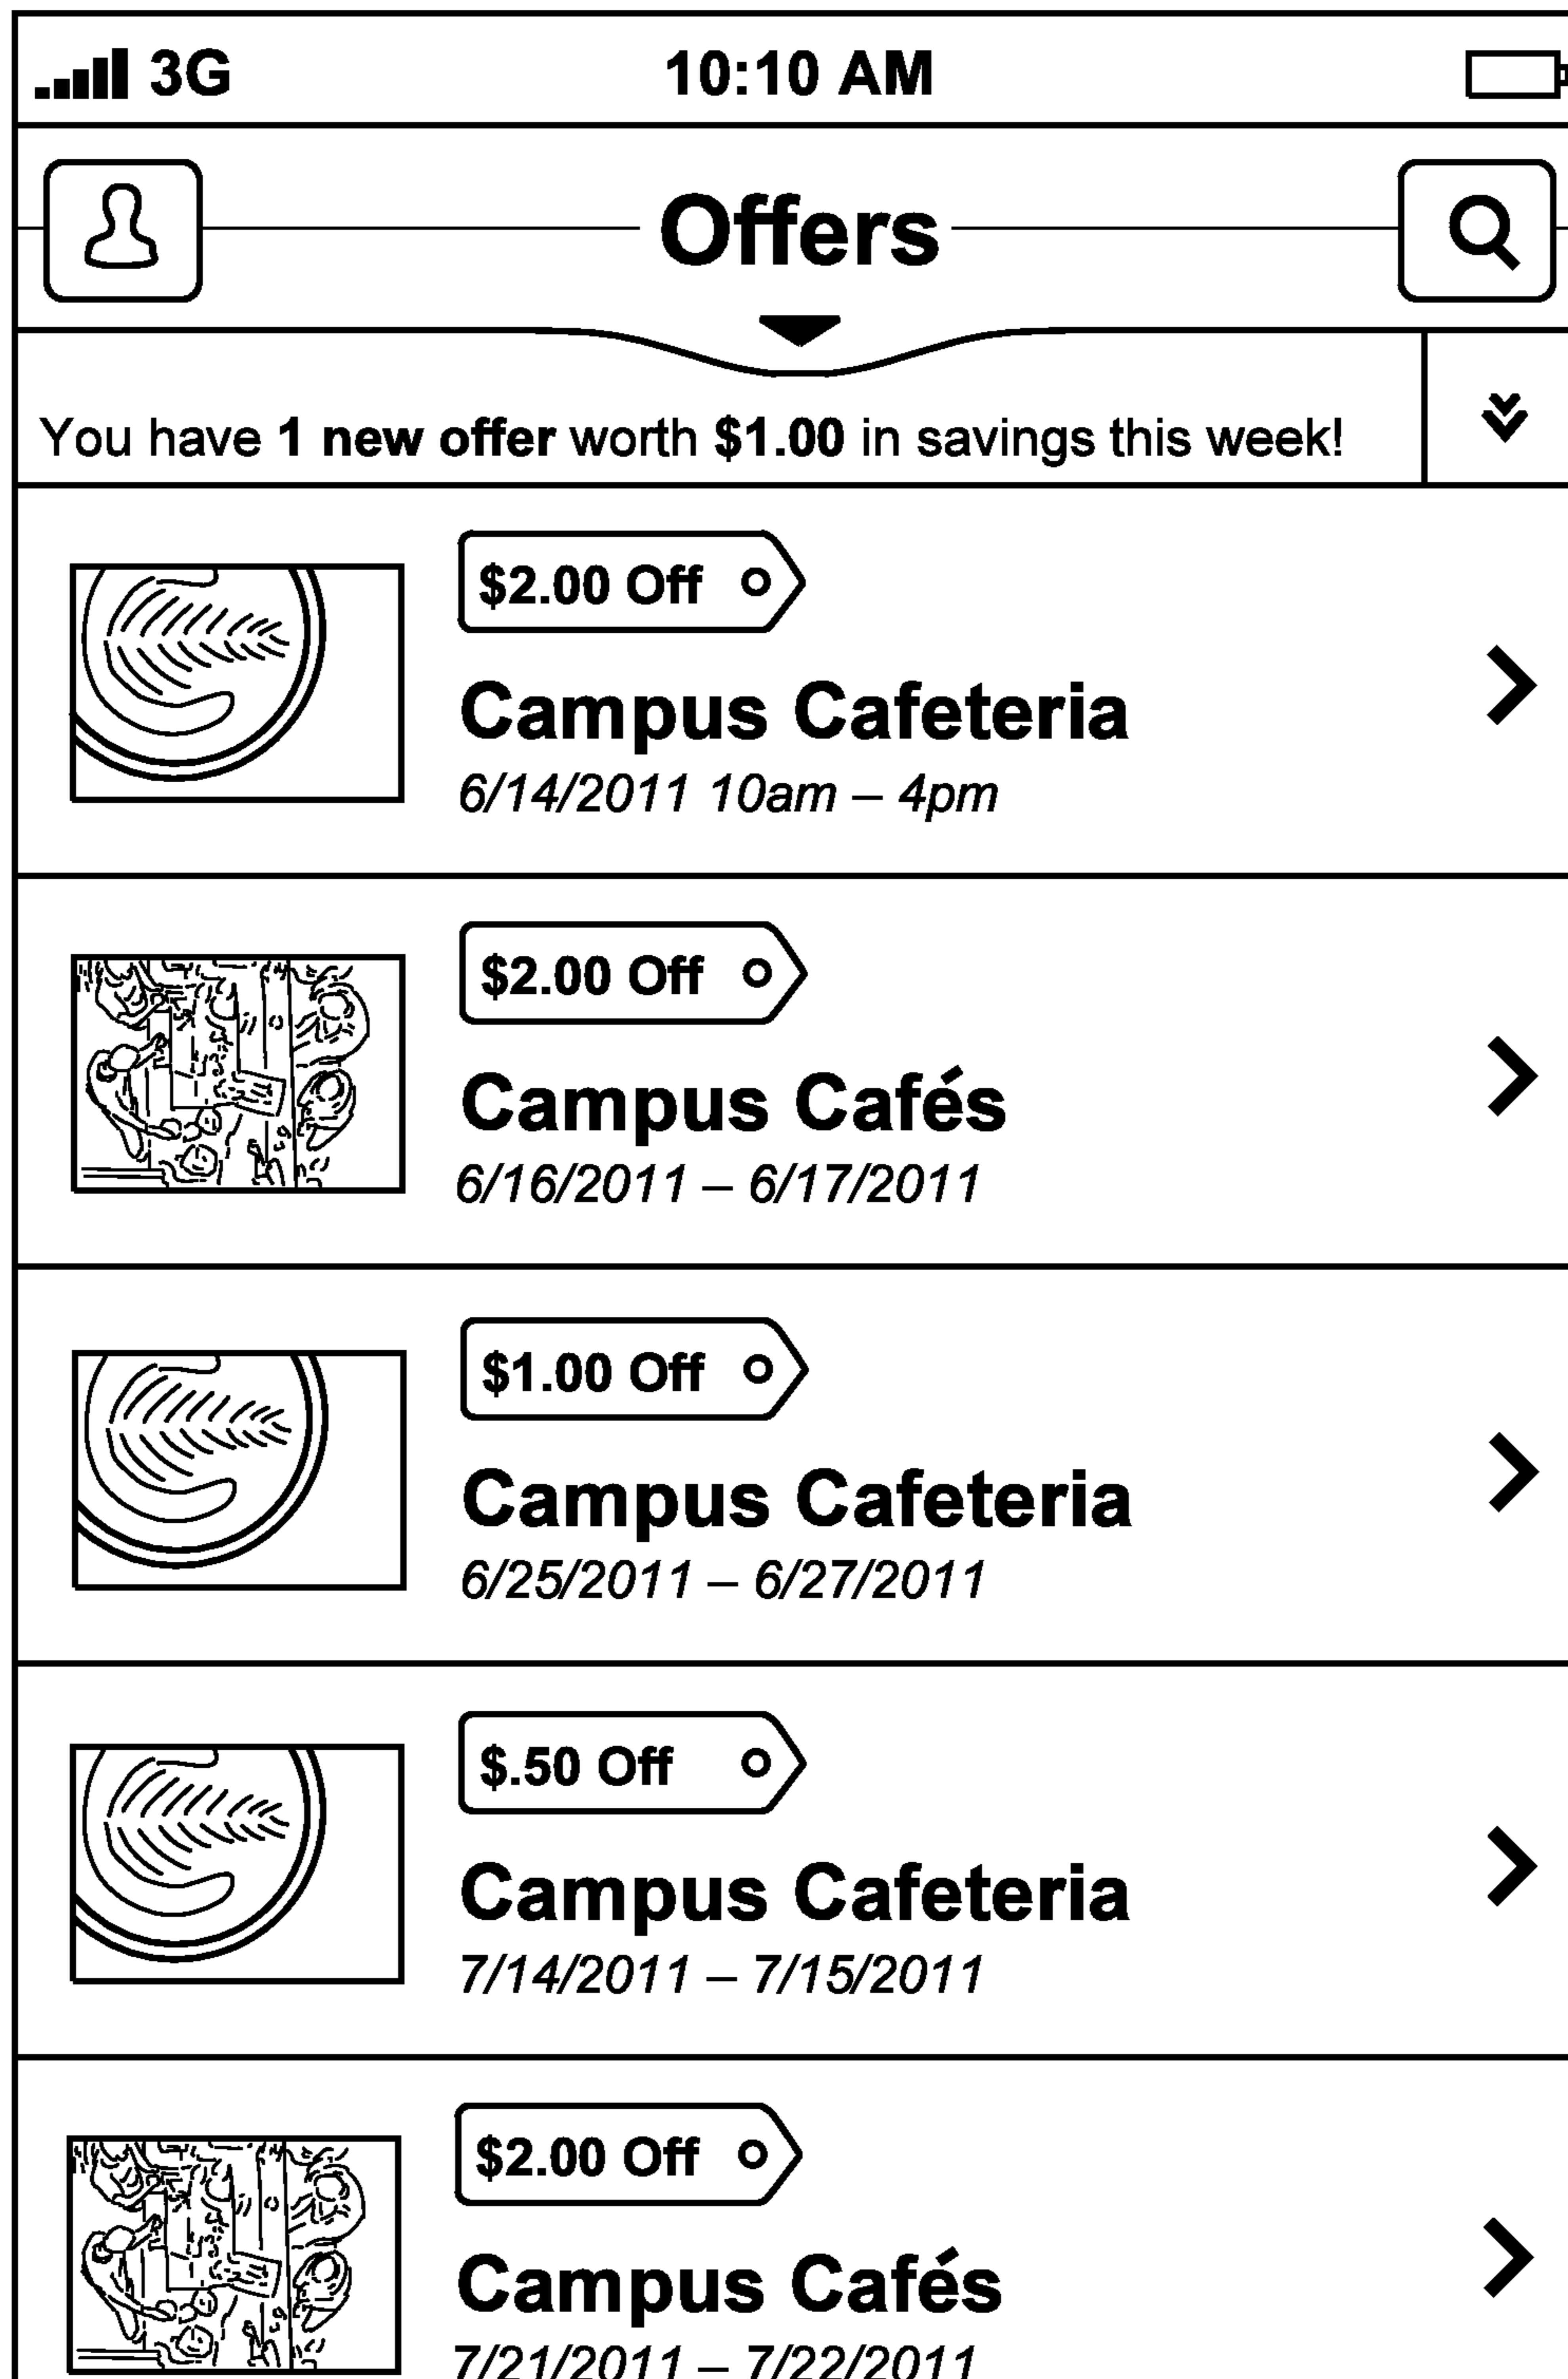 3G 10:10 AM
Offers
You have 1 new offer worth $1.00 in savings this week!
$2.00 Off
Campus Cafeteria
6/14/2011 10am – 4pm
$2.00 Off
Campus Cafés
6/16/2011 – 6/17/2011
$1.00 Off
Campus Cafeteria
6/25/2011 – 6/27/2011
$.50 Off
Campus Cafeteria
7/14/2011 – 7/15/2011
$2.00 Off
Campus Cafés
7/21/2011 – 7/22/2011